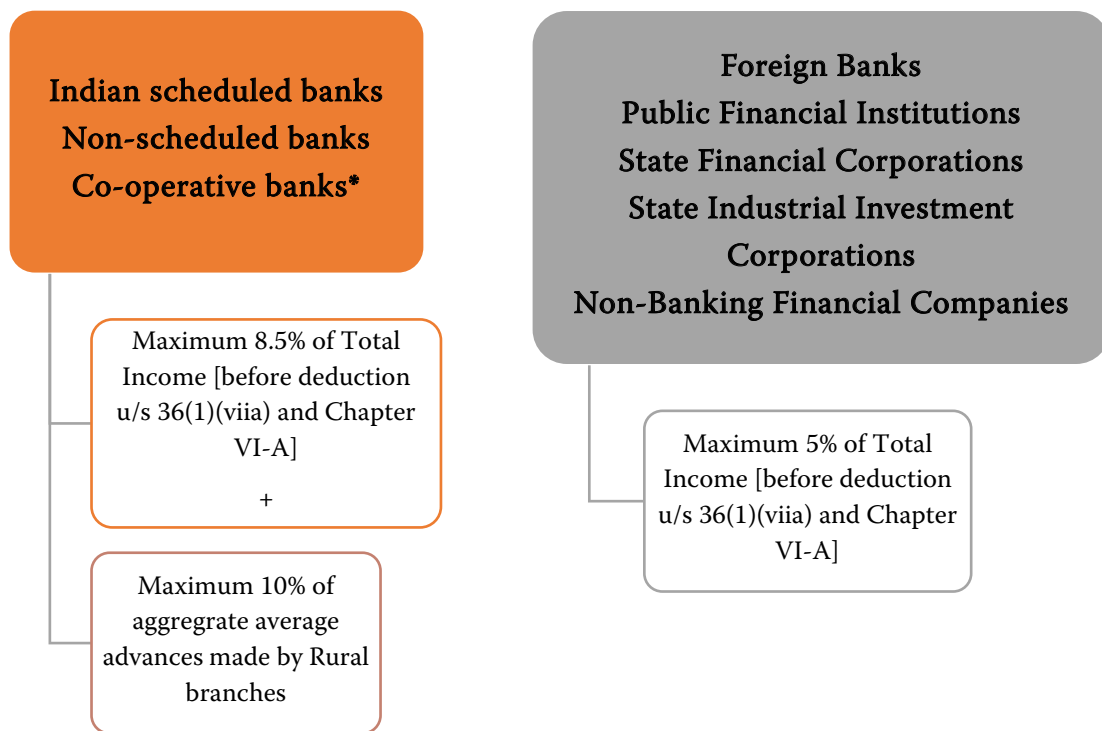 Indian scheduled banks
Non-scheduled banks
Co-operative banks*
Maximum 8.5% of Total
Income [before deduction
u/s 36(1)(viia) and Chapter
VI-A]
+
Maximum 10% of
aggregrate average
advances made by Rural
branches
Foreign Banks
Public Financial Institutions
State Financial Corporations
State Industrial Investment
Corporations
Non-Banking Financial Companies
Maximum 5% of Total
Income [before deduction
u/s 36(1)(viia) and Chapter
VI-A]